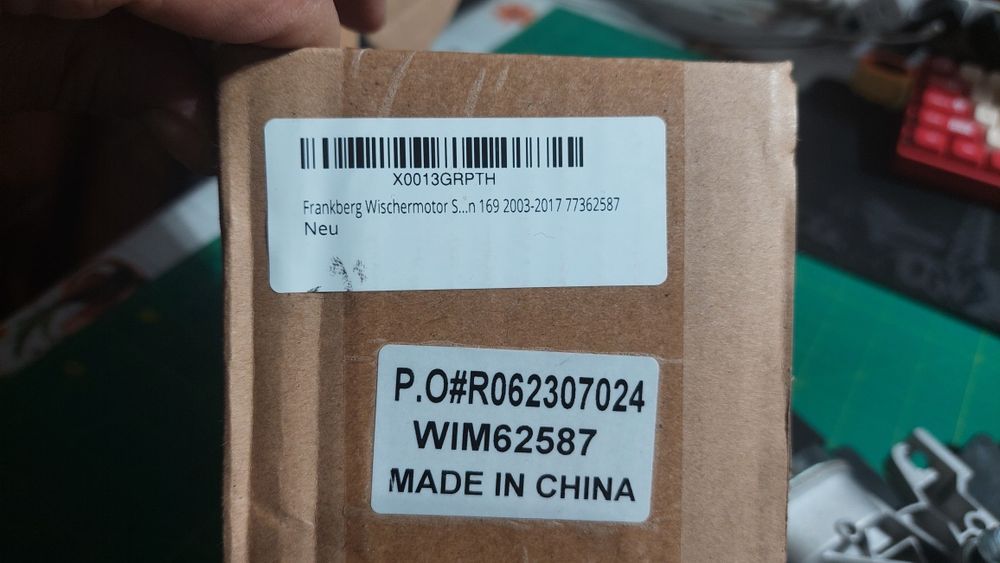 X0013GRPTH
Frankberg Wischermotor S...n 169 2003-2017 77362587
Neu
P.O#R062307024
WIM62587
MADE IN CHINA